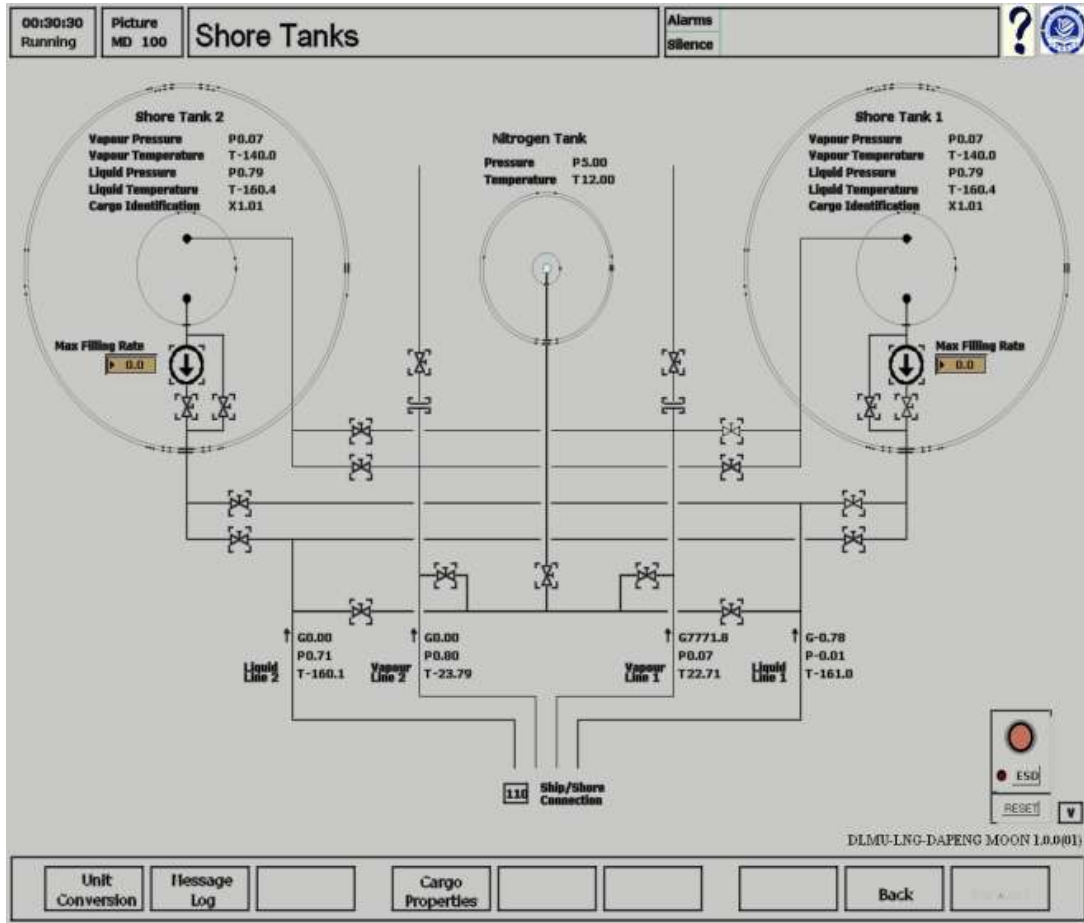 00:30:30
Running
Picture
MD 100
Shore Tanks
Alarms
Silence
?
Shore Tank 2
Vapour Pressure P0.07
Vapour Temperature T-140.0
Liquid Pressure P0.79
Liquid Temperature T-160.4
Cargo Identification X1.01
Nitrogen Tank
Pressure P5.00
Temperature T12.00
Shore Tank 1
Vapour Pressure P0.07
Vapour Temperature T-140.0
Liquid Pressure P0.79
Liquid Temperature T-160.4
Cargo Identification X1.01
Max Filling Rate
0.0
Max Filling Rate
0.0
Liquid
Line 2
G0.00
P0.71
T-160.1
Vapour
Line 2
G0.00
P0.80
T-23.79
Vapour
Line 1
G7771.8
P0.07
T22.71
Liquid
Line 1
G-0.78
P-0.01
T-161.0
110
Ship/Shore
Connection
ESD
RESET
V
DLMU-LNG-DAPENG MOON 1.0.0(01)
Unit
Conversion
Message
Log
Cargo
Properties
Back